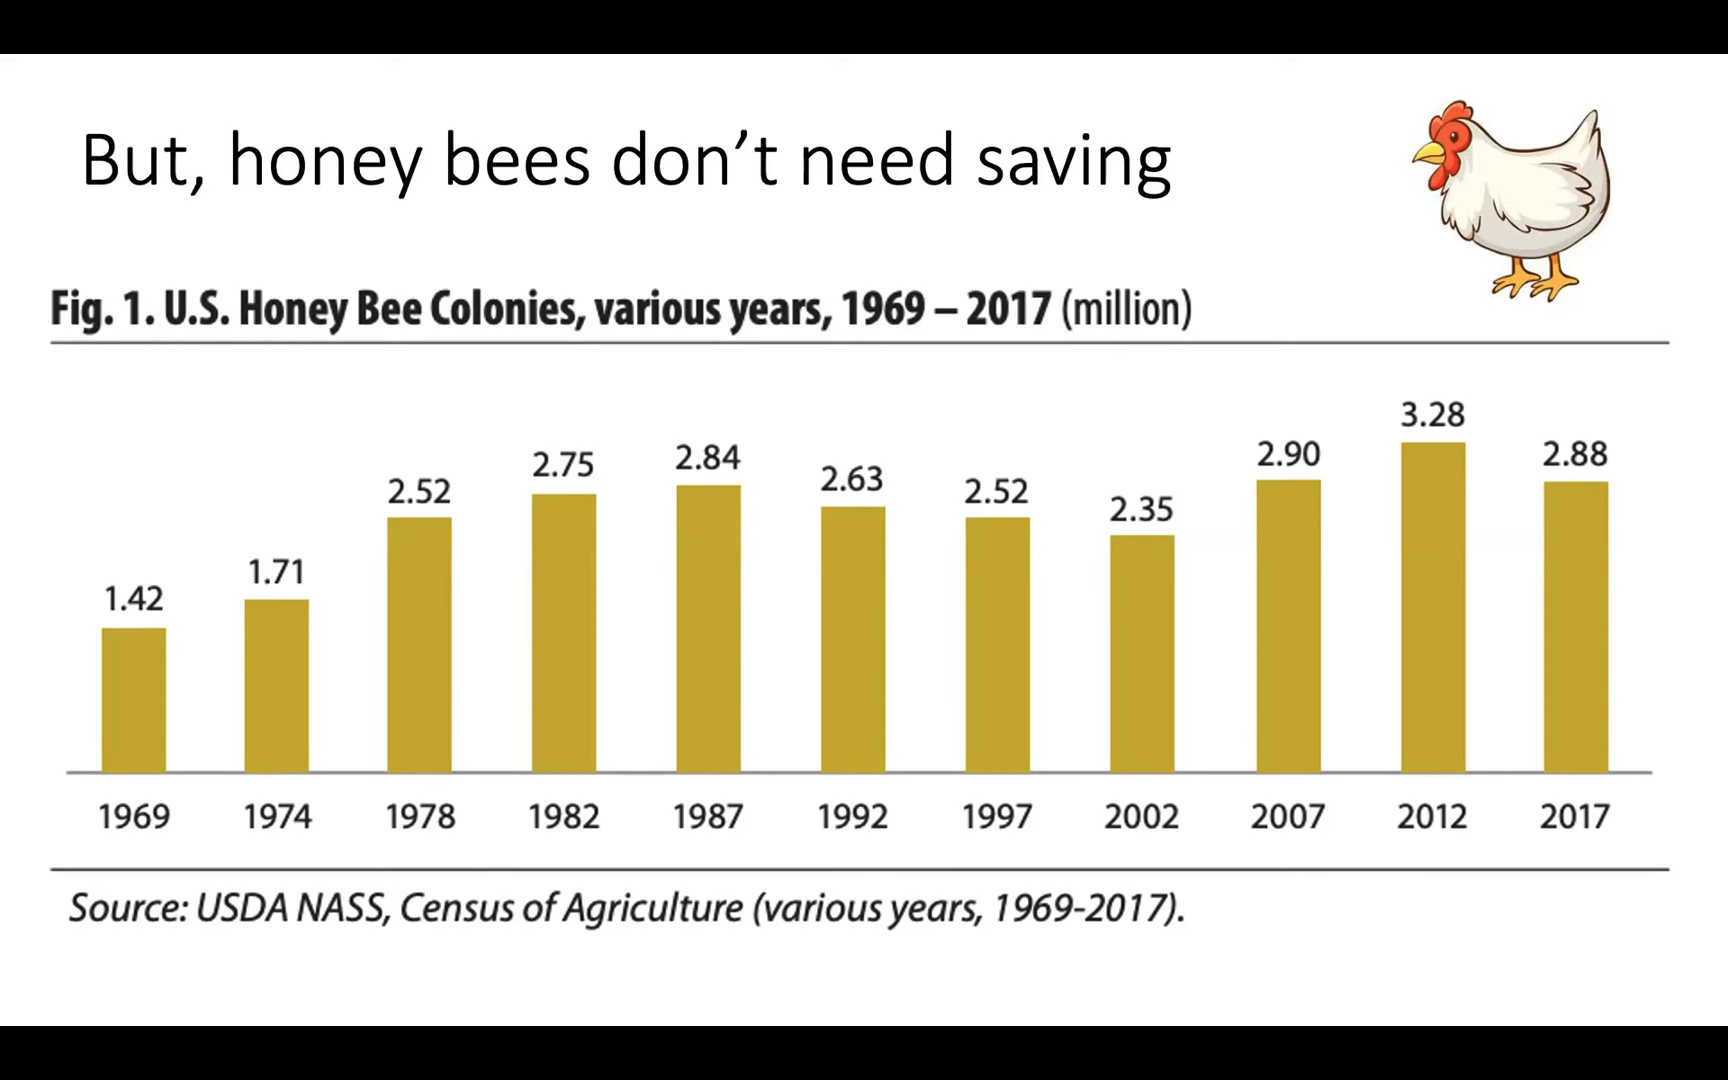 But, honey bees don’t need saving
Fig. 1. U.S. Honey Bee Colonies, various years, 1969 – 2017 (million)
1.42 1.71 2.52 2.75 2.84 2.63 2.52 2.35 2.90 3.28 2.88
1969 1974 1978 1982 1987 1992 1997 2002 2007 2012 2017
Source: USDA NASS, Census of Agriculture (various years, 1969-2017).